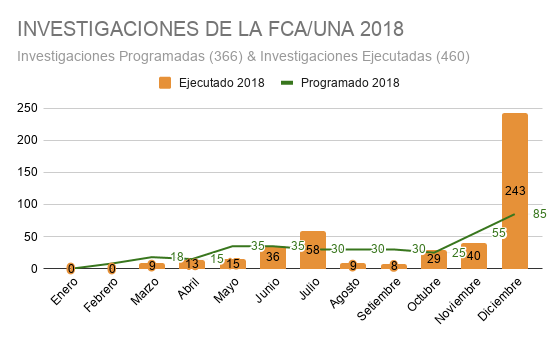 INVESTIGACIONES DE LA FCA/UNA 2018
Investigaciones Programadas (366) & Investigaciones Ejecutadas (460)
Ejecutado 2018 Programado 2018
250
200
150
100
50
0
0 0 9 13 15 36 58 9 8 29 40 243
18 15 35 35 30 30 30 25 55 85
Enero Febrero Marzo Abril Mayo Junio Julio Agosto Setiembre Octubre Noviembre Diciembre